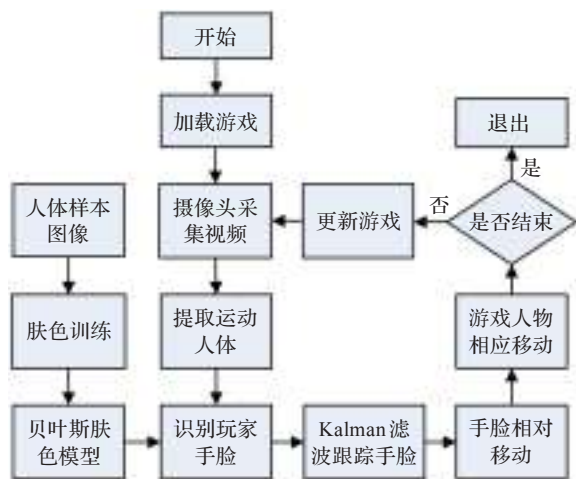 开始
加载游戏
退出
是
人体样本
图像
摄像头采
集视频
更新游戏
否
是否结束
肤色训练
提取运动
人体
游戏人物
相应移动
贝叶斯肤
色模型
识别玩家
手脸
Kalman滤
波跟踪手脸
手脸相对
移动